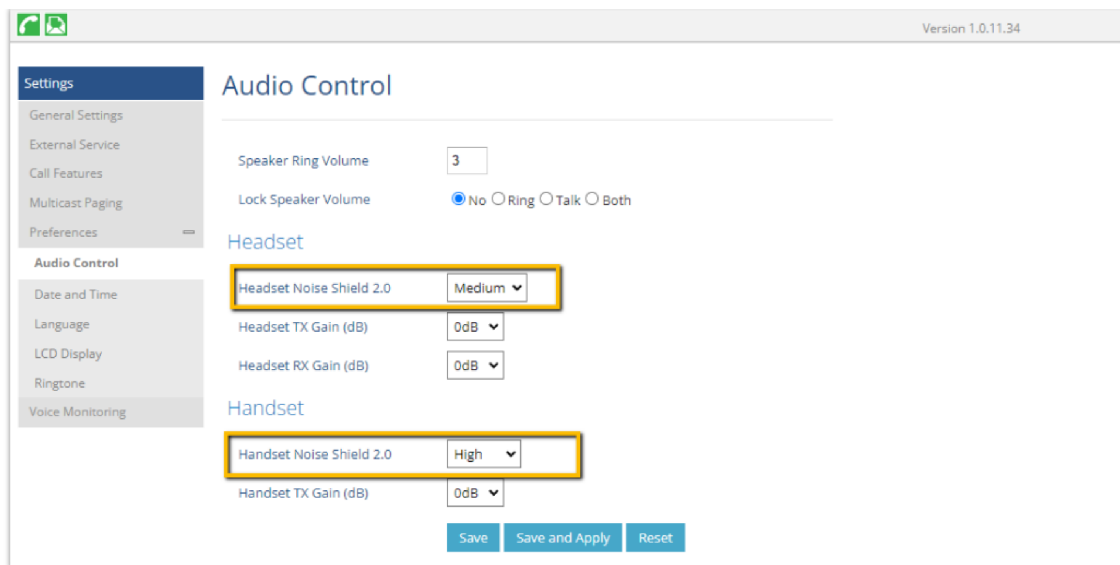 Version 1.0.11.34
Settings
General Settings
External Service
Call Features
Multicast Paging
Preferences
Audio Control
Date and Time
Language
LCD Display
Ringtone
Voice Monitoring
Audio Control
Speaker Ring Volume 3
Lock Speaker Volume No Ring Talk Both
Headset
Headset Noise Shield 2.0 Medium
Headset TX Gain (dB) 0dB
Headset RX Gain (dB) 0dB
Handset
Handset Noise Shield 2.0 High
Handset TX Gain (dB) 0dB
Save Save and Apply Reset